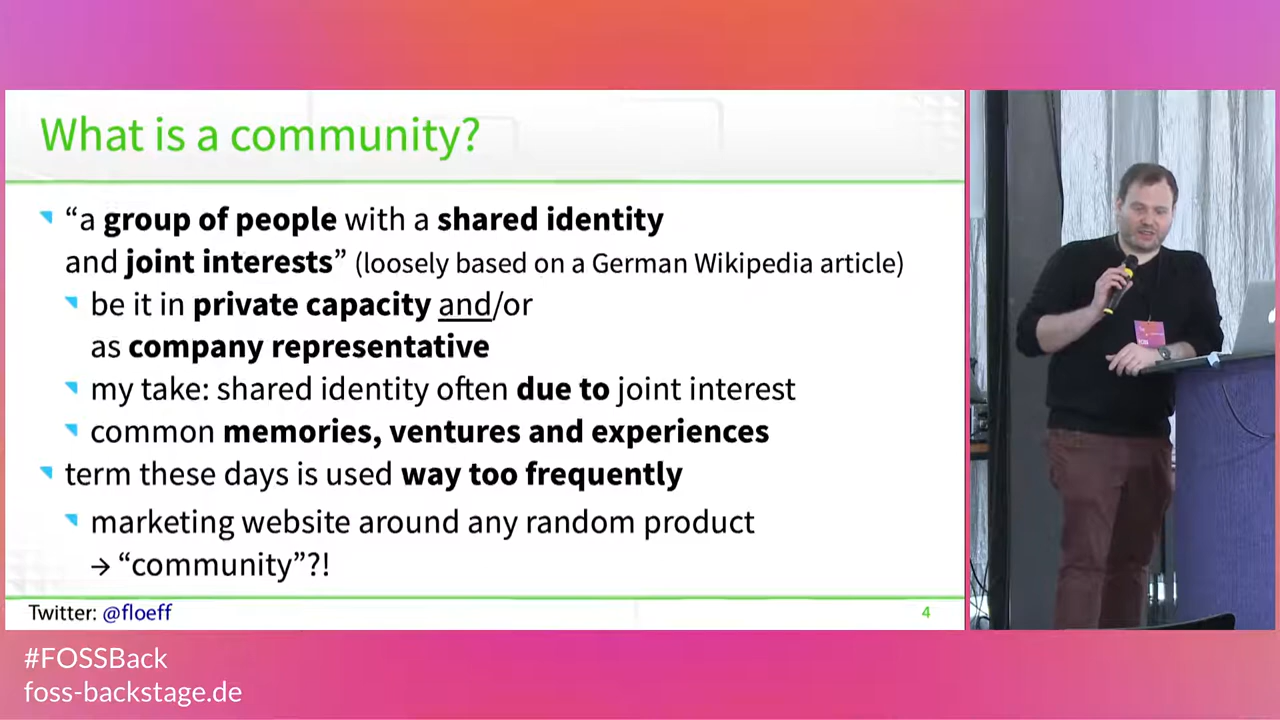 What is a community?
“a group of people with a shared identity
and joint interests” (loosely based on a German Wikipedia article)
be it in private capacity and/or
as company representative
my take: shared identity often due to joint interest
common memories, ventures and experiences
term these days is used way too frequently
marketing website around any random product
→ “community”?!
Twitter: @floeff
4
#FOSSBack
foss-backstage.de